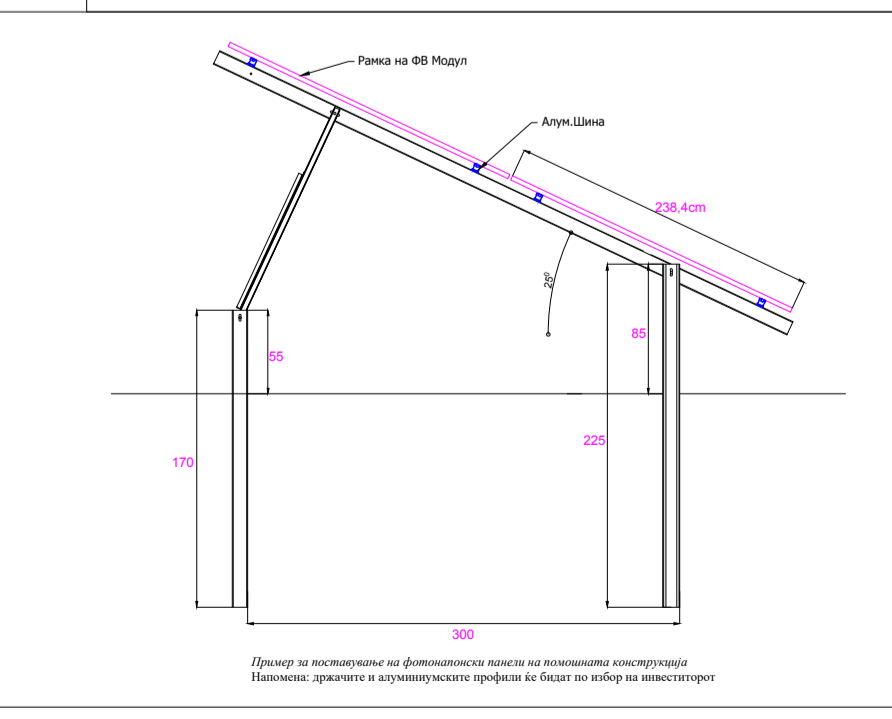 Рамка на ФВ Модул
Алум.Шина
238,4cm
25⁰
55
85
170
225
300
Пример за поставување на фотонапонски панели на помошната конструкција
Напомена: држачите и алуминиумските профили ќе бидат по избор на инвеститорот